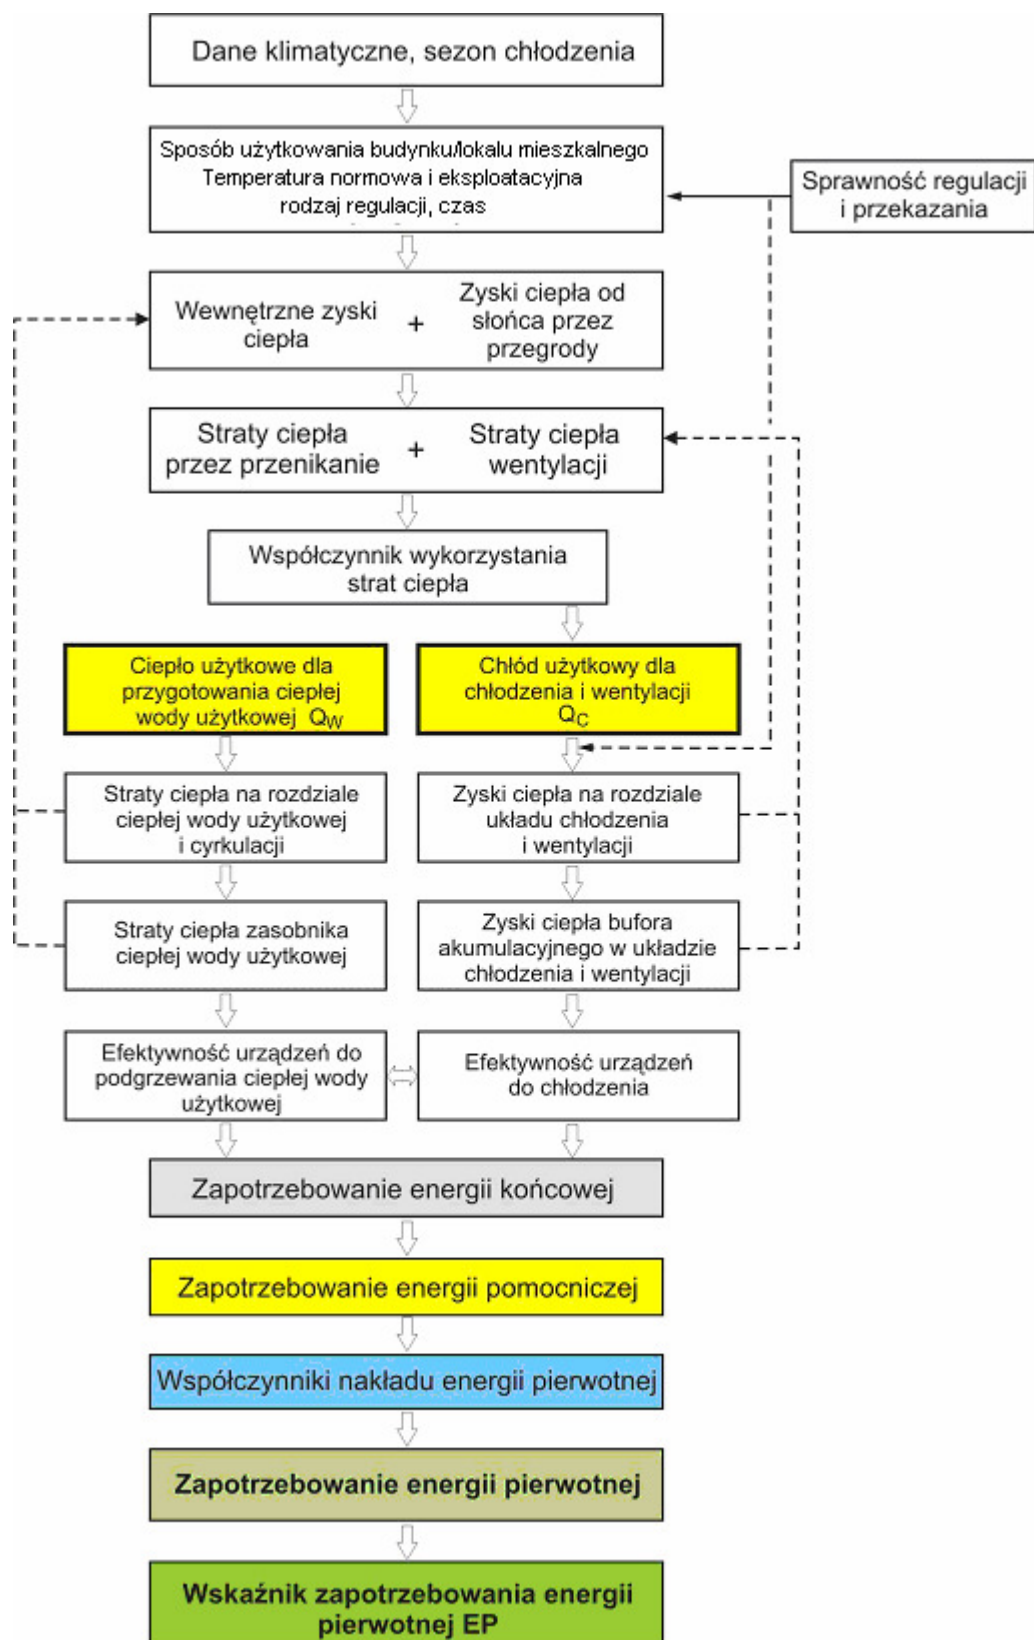 Dane klimatyczne, sezon chłodzenia
Sposób użytkowania budynku/lokalu mieszkalnego
Temperatura normowa i eksploatacyjna
rodzaj regulacji, czas
Sprawność regulacji
i przekazania
Wewnętrzne zyski
ciepła
+
Zyski ciepła od
słońca przez
przegrody
Straty ciepła
przez przenikanie
+
Straty ciepła
wentylacji
Współczynnik wykorzystania
strat ciepła
Ciepło użytkowe dla
przygotowania ciepłej
wody użytkowej QW
Chłód użytkowy dla
chłodzenia i wentylacji
QC
Straty ciepła na rozdziale
ciepłej wody użytkowej
i cyrkulacji
Zyski ciepła na rozdziale
układu chłodzenia
i wentylacji
Straty ciepła zasobnika
ciepłej wody użytkowej
Zyski ciepła bufora
akumulacyjnego w układzie
chłodzenia i wentylacji
Efektywność urządzeń do
podgrzewania ciepłej wody
użytkowej
Efektywność urządzeń
do chłodzenia
Zapotrzebowanie energii końcowej
Zapotrzebowanie energii pomocniczej
Współczynniki nakładu energii pierwotnej
Zapotrzebowanie energii pierwotnej
Wskaźnik zapotrzebowania energii
pierwotnej EP